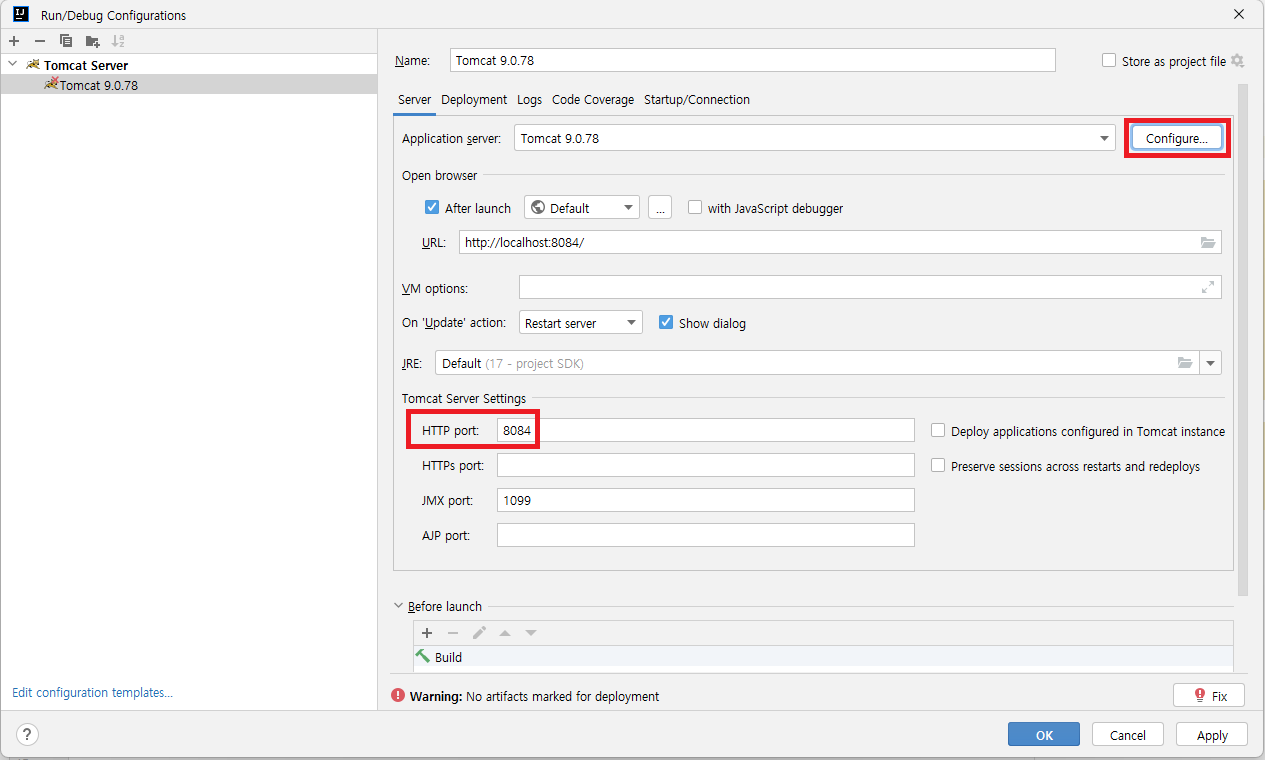 Run/Debug Configurations
Tomcat Server
Tomcat 9.0.78
Edit configuration templates...
Name: Tomcat 9.0.78 Store as project file
Server Deployment Logs Code Coverage Startup/Connection
Application server: Tomcat 9.0.78 Configure...
Open browser
After launch Default ... with JavaScript debugger
URL: http://localhost:8084/
VM options:
On 'Update' action: Restart server Show dialog
JRE: Default (17 - project SDK)
Tomcat Server Settings
HTTP port: 8084 Deploy applications configured in Tomcat instance
HTTPs port: Preserve sessions across restarts and redeploys
JMX port: 1099
AJP port:
Before launch
Build
Warning: No artifacts marked for deployment Fix
? OK Cancel Apply